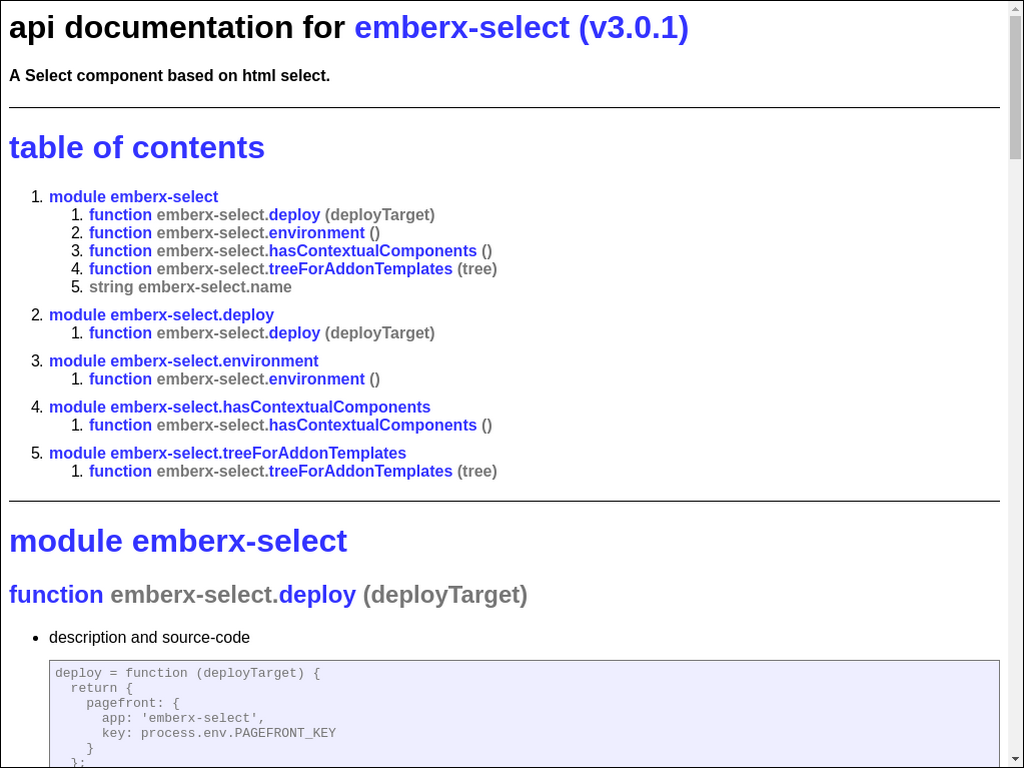 api documentation for emberx-select (v3.0.1)
A Select component based on html select.
table of contents
1. module emberx-select
1. function emberx-select.deploy (deployTarget)
2. function emberx-select.environment ()
3. function emberx-select.hasContextualComponents ()
4. function emberx-select.treeForAddonTemplates (tree)
5. string emberx-select.name
2. module emberx-select.deploy
1. function emberx-select.deploy (deployTarget)
3. module emberx-select.environment
1. function emberx-select.environment ()
4. module emberx-select.hasContextualComponents
1. function emberx-select.hasContextualComponents ()
5. module emberx-select.treeForAddonTemplates
1. function emberx-select.treeForAddonTemplates (tree)
module emberx-select
function emberx-select.deploy (deployTarget)
• description and source-code
deploy = function (deployTarget) {
return {
pagefront: {
app: 'emberx-select',
key: process.env.PAGEFRONT_KEY
}
};